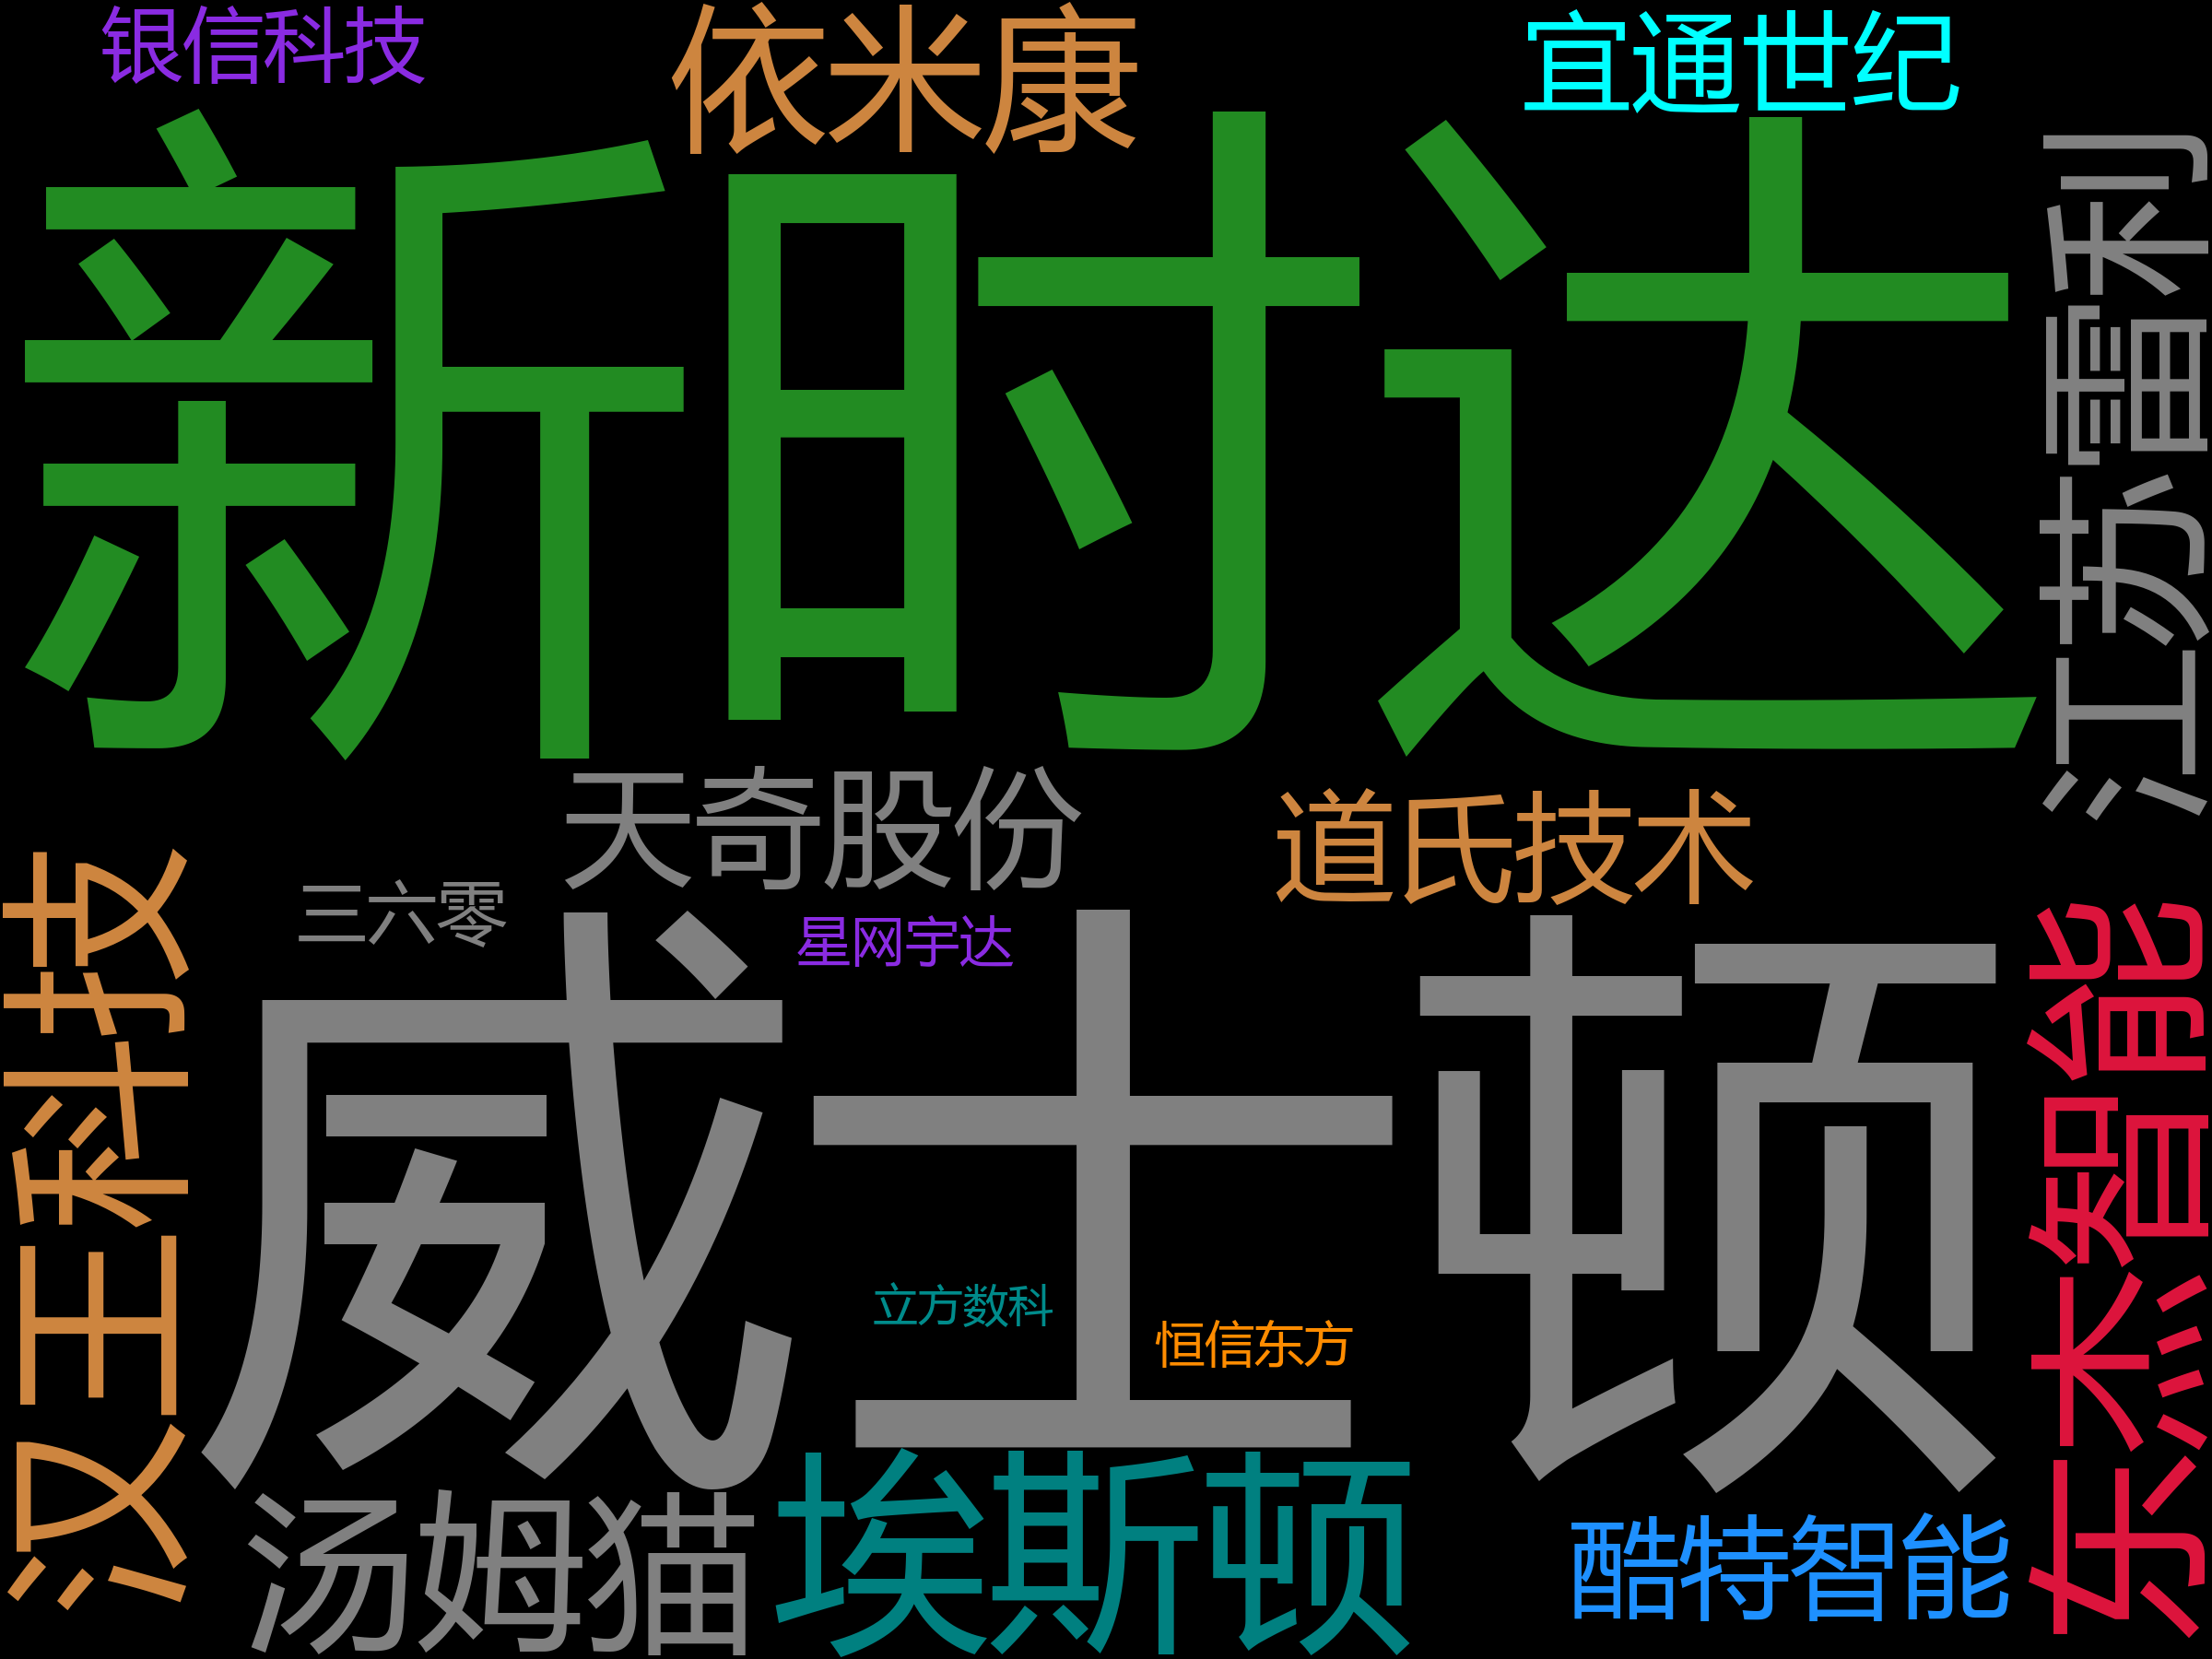 银信科技
依米康
宜通世纪
新时达
江苏雷利
天奇股份
道氏技术
三六零
星网宇达
汉王科技
威士顿
乐杰智能
立方数科
恒信东方
汤姆猫
埃斯顿
酷特智能